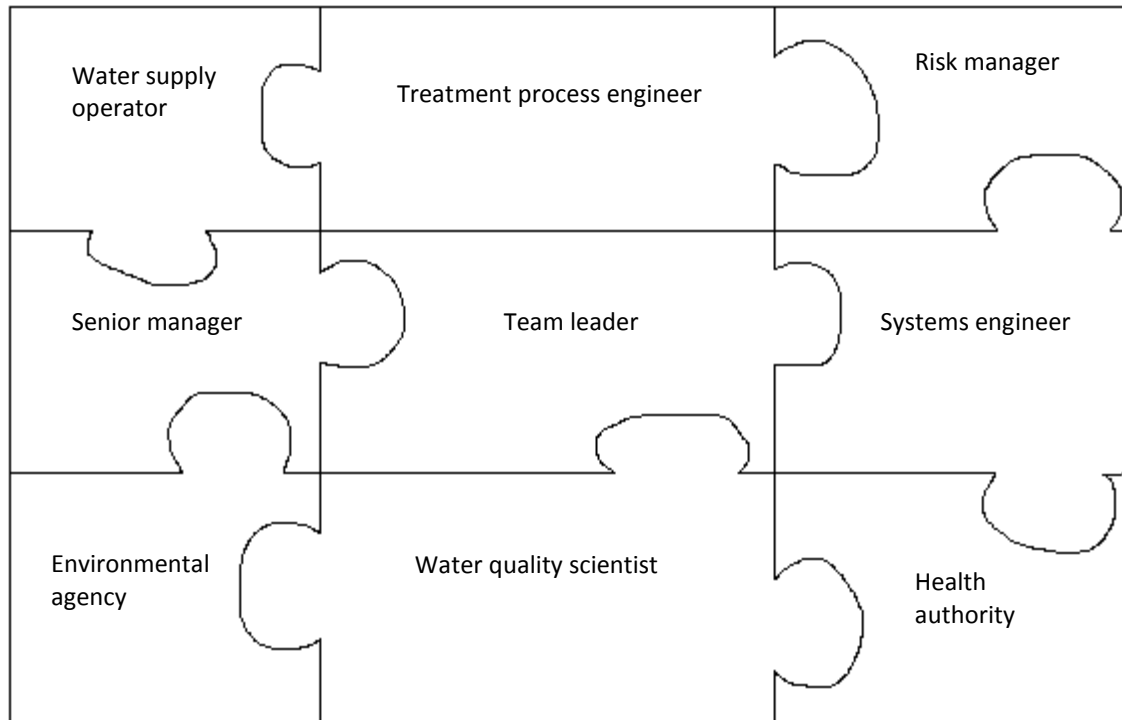 Water supply
operator
Treatment process engineer
Risk manager
Senior manager
Team leader
Systems engineer
Environmental
agency
Water quality scientist
Health
authority